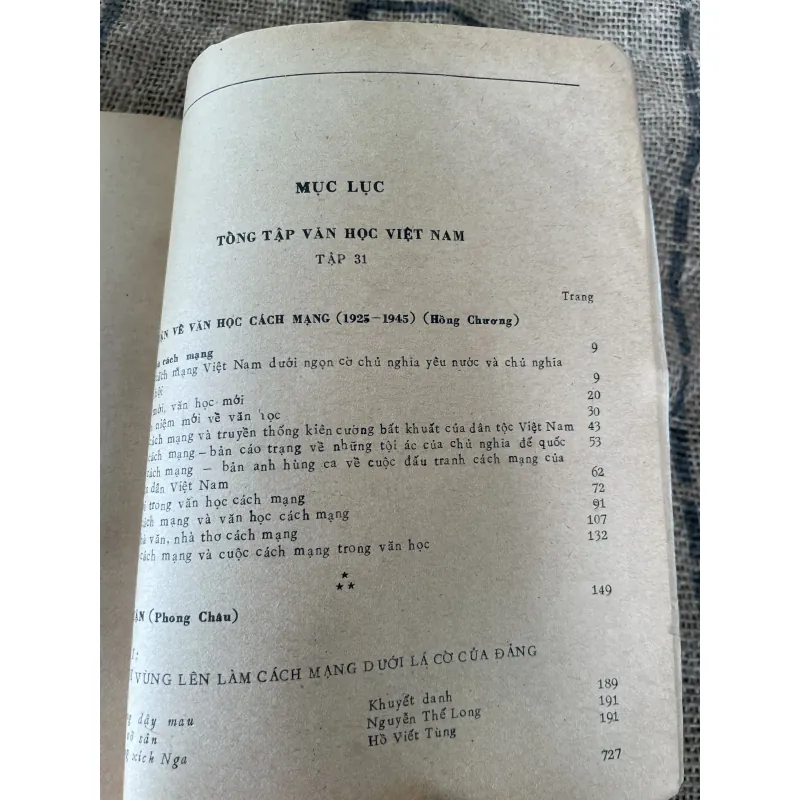 MỤC LỤC
TỔNG TẬP VĂN HỌC VIỆT NAM
TẬP 31
Trang
VỀ VĂN HỌC CÁCH MẠNG (1925-1945) (Hồng Chương)
cách mạng 9
mạng Việt Nam dưới ngọn cờ chủ nghĩa yêu nước và chủ nghĩa
9
mới, văn học mới 20
niệm mới về văn học 30
cách mạng và truyền thống kiên cường bất khuất của dân tộc Việt Nam 43
cách mạng – bản cáo trạng về những tội ác của chủ nghĩa đế quốc 53
cách mạng – bản anh hùng ca về cuộc đấu tranh cách mạng của
dân Việt Nam 62
trong văn học cách mạng 72
mạng và văn học cách mạng 91
văn, nhà thơ cách mạng 107
cách mạng và cuộc cách mạng trong văn học 132
*
**
(Phong Châu) 149
VÙNG LÊN LÀM CÁCH MẠNG DƯỚI LÁ CỜ CỦA ĐẢNG
dậy mau Khuyết danh 189
sản Nguyễn Thế Long 191
xích Nga Hồ Viết Tùng 191
727